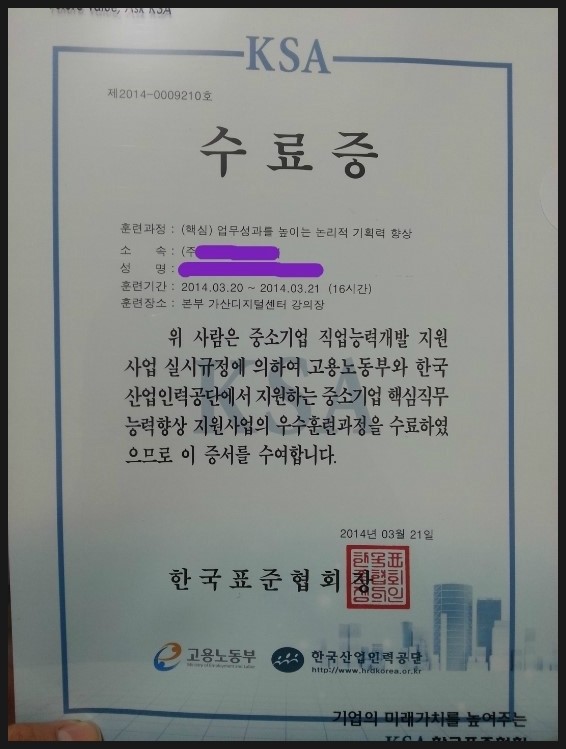 KSA
제2014-0009210호
수료증
훈련과정 : (핵심) 업무성과를 높이는 논리적 기획력 향상
소 속 : (주
성 명 :
훈련기간 : 2014.03.20 ~ 2014.03.21 (16시간)
훈련장소 : 본부 가산디지털센터 강의장
위 사람은 중소기업 직업능력개발 지원
사업 실시규정에 의하여 고용노동부와 한국
산업인력공단에서 지원하는 중소기업 핵심직무
능력향상 지원사업의 우수훈련과정을 수료하였
으므로 이 증서를 수여합니다.
KSA
2014년 03월 21일
한국표준협회장
고용노동부
한국산업인력공단
http://www.hrdkorea.or.kr
기업의 미래가치를 높여주는
KSA 한국표준협회